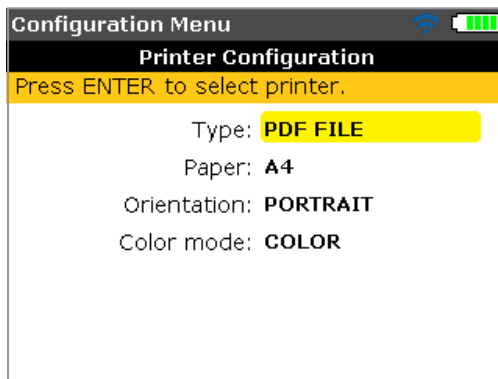 Configuration Menu
Printer Configuration
Press ENTER to select printer.
Type: PDF FILE
Paper: A4
Orientation: PORTRAIT
Color mode: COLOR